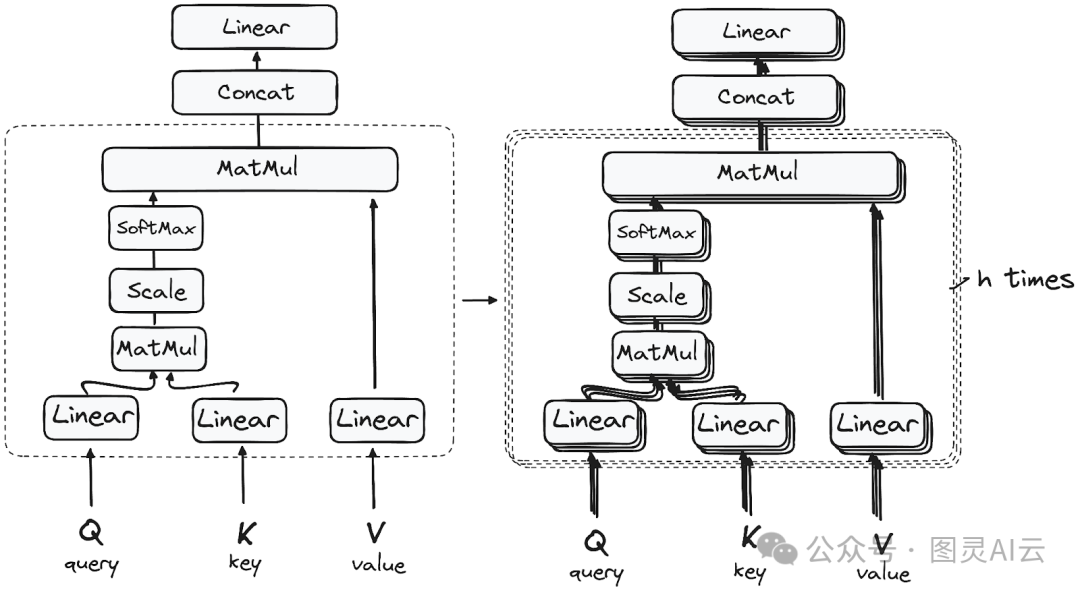 Linear
Concat
MatMul
SoftMax
Scale
MatMul
Linear
Linear
Linear
Q
K
V
query
key
value
Linear
Concat
MatMul
SoftMax
Scale
MatMul
Linear
Linear
Linear
h times
Q
K
V
query
key
value
公众号 · 图灵AI云